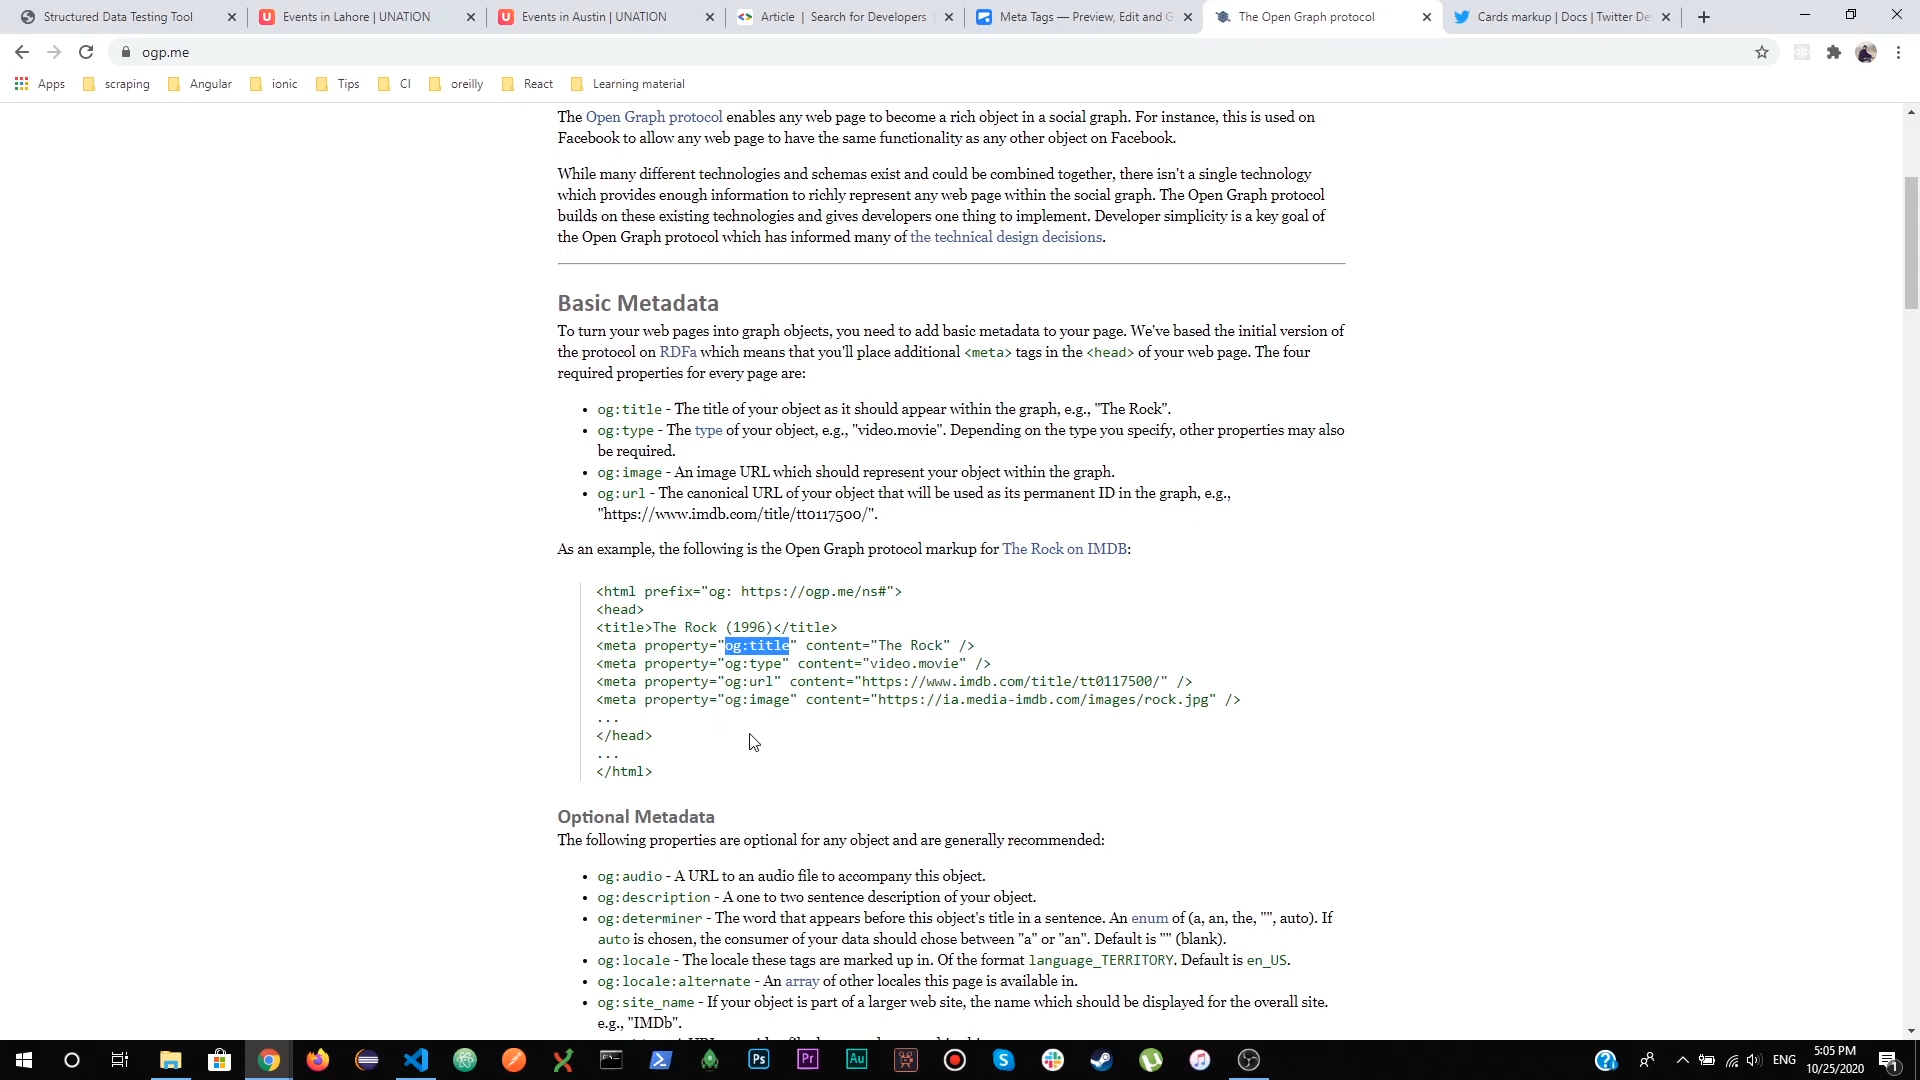 Structured Data Testing Tool
Events in Lahore | UNATION
Events in Austin | UNATION
Article | Search for Developers
Meta Tags — Preview, Edit and G
The Open Graph protocol
Cards markup | Docs | Twitter De
ogp.me
Apps
scraping
Angular
ionic
Tips
CI
oreilly
React
Learning material
The Open Graph protocol enables any web page to become a rich object in a social graph. For instance, this is used on
Facebook to allow any web page to have the same functionality as any other object on Facebook.
While many different technologies and schemas exist and could be combined together, there isn't a single technology
which provides enough information to richly represent any web page within the social graph. The Open Graph protocol
builds on these existing technologies and gives developers one thing to implement. Developer simplicity is a key goal of
the Open Graph protocol which has informed many of the technical design decisions.
Basic Metadata
To turn your web pages into graph objects, you need to add basic metadata to your page. We've based the initial version of
the protocol on RDFa which means that you'll place additional <meta> tags in the <head> of your web page. The four
required properties for every page are:
• og:title - The title of your object as it should appear within the graph, e.g., "The Rock".
• og:type - The type of your object, e.g., "video.movie". Depending on the type you specify, other properties may also
be required.
• og:image - An image URL which should represent your object within the graph.
• og:url - The canonical URL of your object that will be used as its permanent ID in the graph, e.g.,
"https://www.imdb.com/title/tt0117500/".
As an example, the following is the Open Graph protocol markup for The Rock on IMDB:
<html prefix="og: https://ogp.me/ns#">
<head>
<title>The Rock (1996)</title>
<meta property="og:title" content="The Rock" />
<meta property="og:type" content="video.movie" />
<meta property="og:url" content="https://www.imdb.com/title/tt0117500/" />
<meta property="og:image" content="https://ia.media-imdb.com/images/rock.jpg" />
...
</head>
...
</html>
Optional Metadata
The following properties are optional for any object and are generally recommended:
• og:audio - A URL to an audio file to accompany this object.
• og:description - A one to two sentence description of your object.
• og:determiner - The word that appears before this object's title in a sentence. An enum of (a, an, the, "", auto). If
auto is chosen, the consumer of your data should chose between "a" or "an". Default is "" (blank).
• og:locale - The locale these tags are marked up in. Of the format language_TERRITORY. Default is en_US.
• og:locale:alternate - An array of other locales this page is available in.
• og:site_name - If your object is part of a larger web site, the name which should be displayed for the overall site.
e.g., "IMDb".
Ps
Pr
Au
ENG
5:05 PM
10/25/2020
1